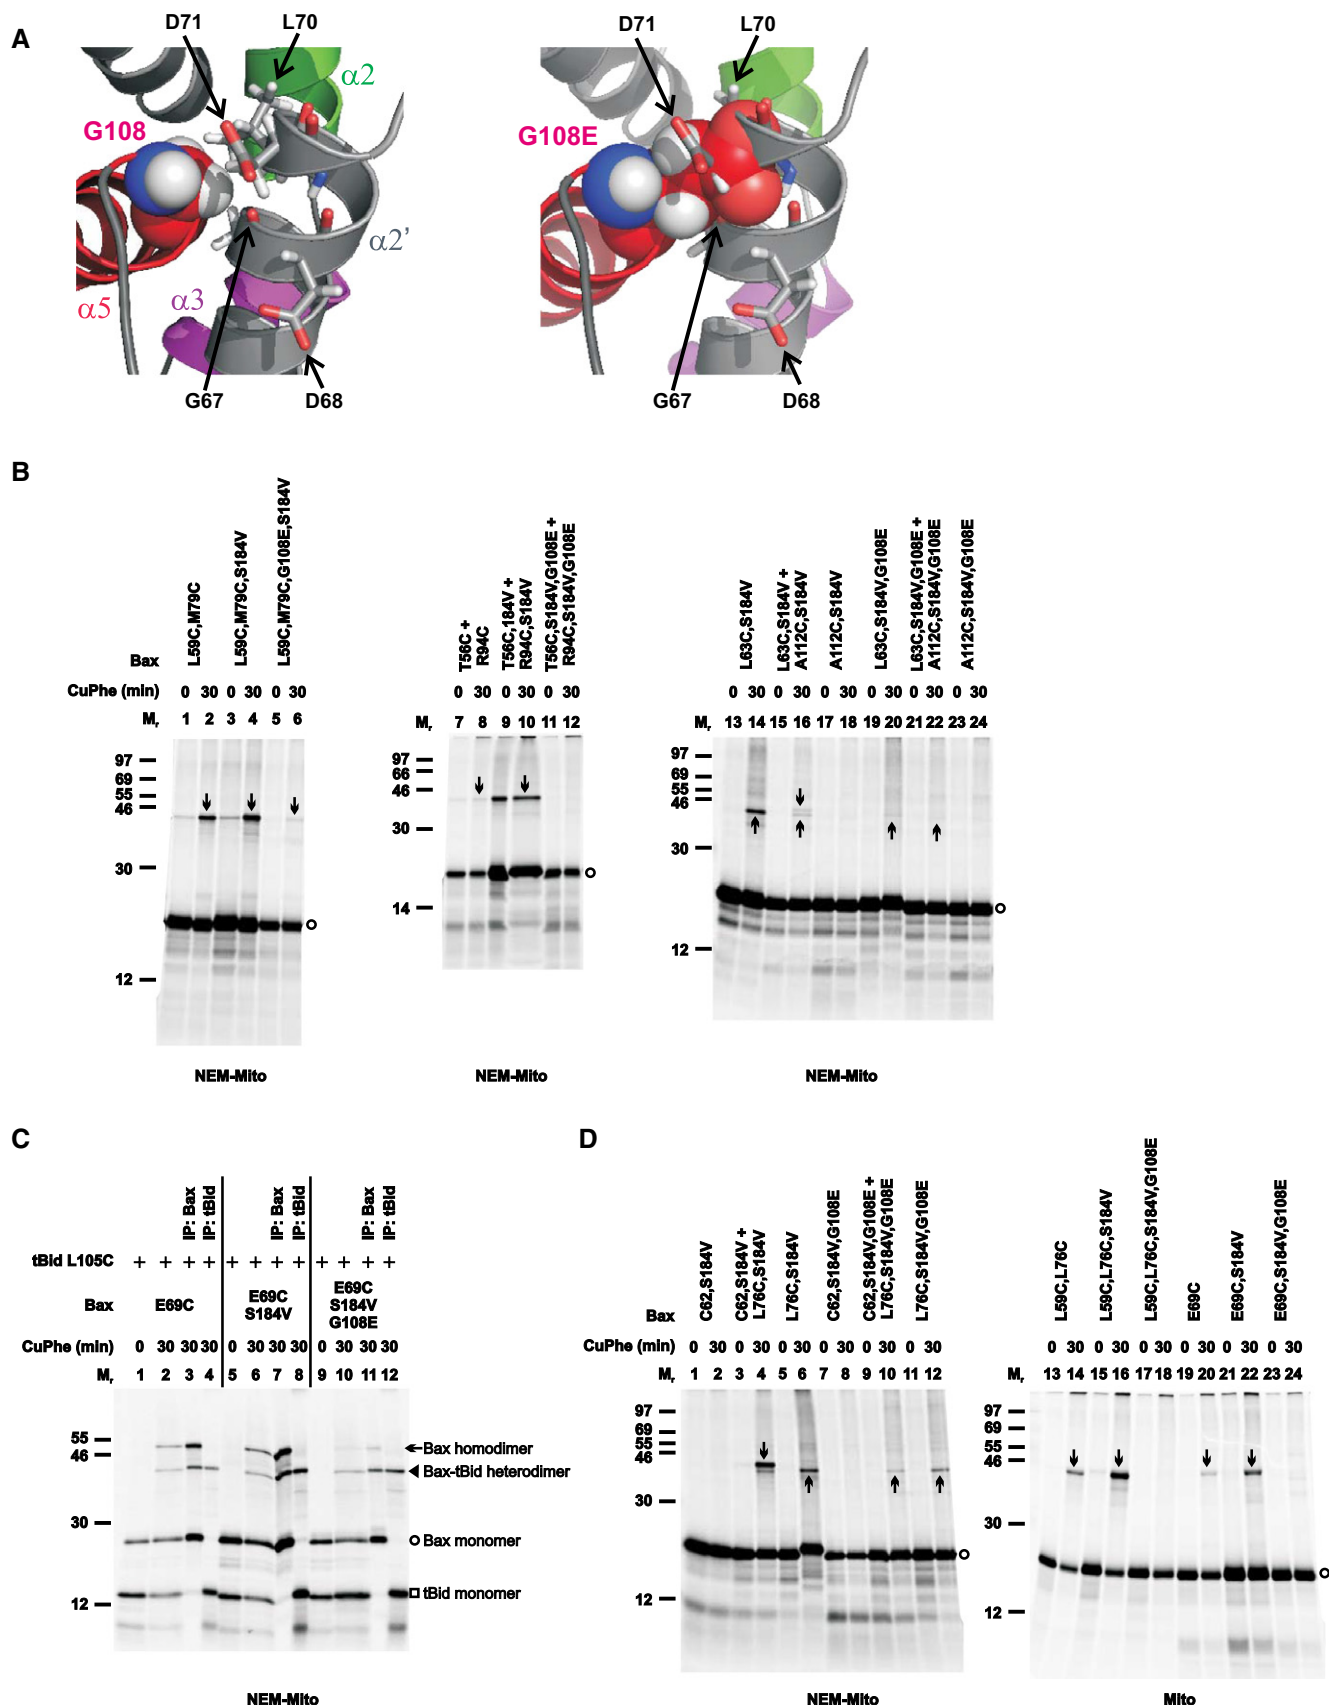 A
D71
L70
α2
G108
α2'
α5
α3
G67
D68
D71
L70
G108E
G67
D68
B
L59C,M79C
L59C,M79C,S184V
L59C,M79C,G108E,S184V
Bax
CuPhe (min) 0 30 0 30 0 30
Mr 1 2 3 4 5 6
97
69
55
46
30
12
NEM-Mito
T56C +
R94C
T56C,184V +
R94C,S184V
T56C,S184V,G108E +
R94C,S184V,G108E
0 30 0 30 0 30
Mr 7 8 9 10 11 12
97
66
46
30
14
NEM-Mito
L63C,S184V
L63C,S184V +
A112C,S184V
A112C,S184V
L63C,S184V,G108E
L63C,S184V,G108E +
A112C,S184V,G108E
A112C,S184V,G108E
0 30 0 30 0 30 0 30 0 30 0 30
Mr 13 14 15 16 17 18 19 20 21 22 23 24
97
69
55
46
30
12
NEM-Mito
C
IP: Bax
IP: tBid
IP: Bax
IP: tBid
IP: Bax
IP: tBid
tBid L105C + + + + + + + + + + + +
Bax
E69C
E69C
S184V
E69C
S184V
G108E
CuPhe (min) 0 30 30 30 0 30 30 30 0 30 30 30
Mr 1 2 3 4 5 6 7 8 9 10 11 12
55
46
30
12
Bax homodimer
Bax-tBid heterodimer
Bax monomer
tBid monomer
NEM-Mito
D
C62,S184V
C62,S184V +
L76C,S184V
L76C,S184V
C62,S184V,G108E
C62,S184V,G108E +
L76C,S184V,G108E
L76C,S184V,G108E
Bax
CuPhe (min) 0 30 0 30 0 30 0 30 0 30 0 30
Mr 1 2 3 4 5 6 7 8 9 10 11 12
97
69
55
46
30
12
NEM-Mito
L59C,L76C
L59C,L76C,S184V
L59C,L76C,S184V,G108E
E69C
E69C,S184V
E69C,S184V,G108E
0 30 0 30 0 30 0 30 0 30 0 30
Mr 13 14 15 16 17 18 19 20 21 22 23 24
97
69
55
46
30
12
Mito